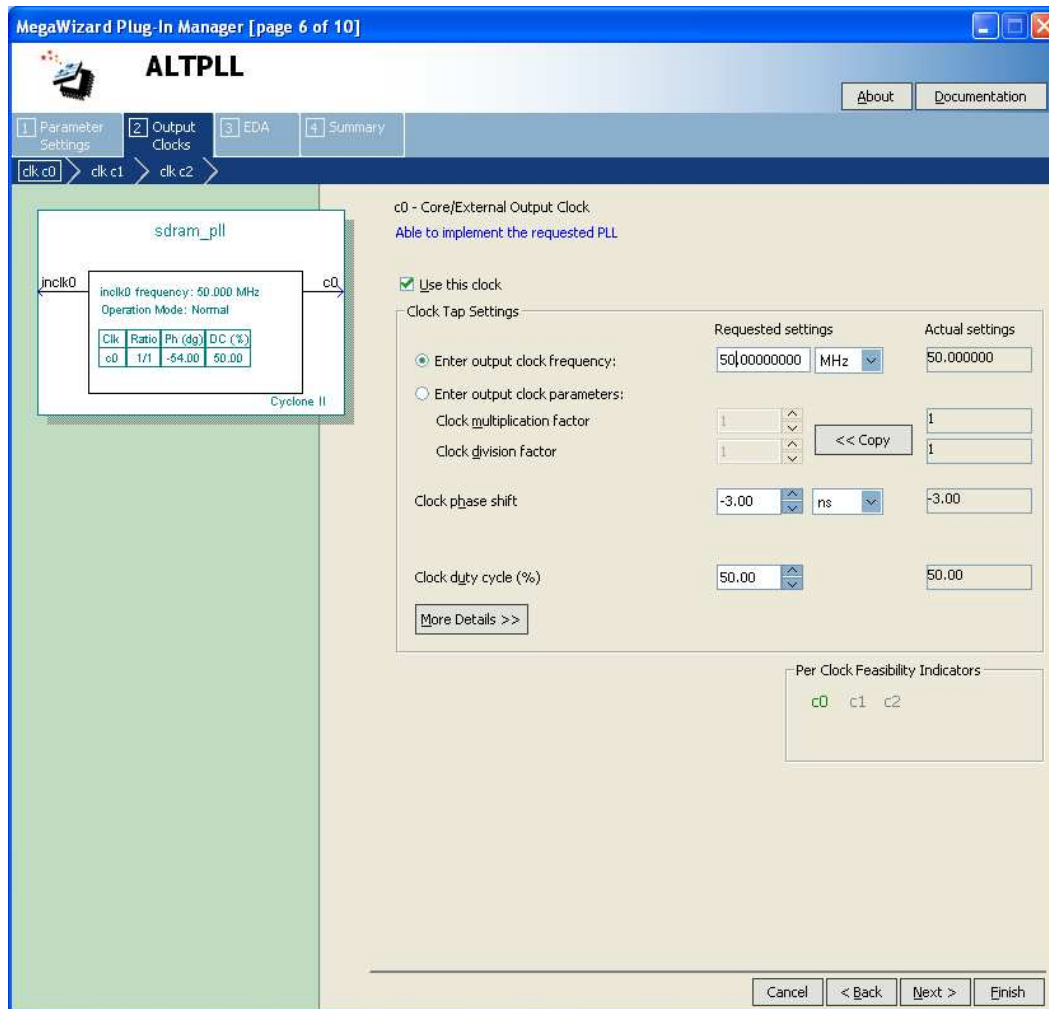 MegaWizard Plug-In Manager [page 6 of 10]
ALTPLL
About
Documentation
1 Parameter Settings
2 Output Clocks
3 EDA
4 Summary
clk c0
clk c1
clk c2
sdram_pll
inclk0
c0
inclk0 frequency: 50.000 MHz
Operation Mode: Normal
Clk Ratio Ph (dg) DC (%)
c0 1/1 -54.00 50.00
Cyclone II
c0 - Core/External Output Clock
Able to implement the requested PLL
Use this clock
Clock Tap Settings
Requested settings
Actual settings
Enter output clock frequency:
50.00000000
MHz
50.000000
Enter output clock parameters:
Clock multiplication factor
1
<< Copy
1
Clock division factor
1
1
Clock phase shift
-3.00
ns
-3.00
Clock duty cycle (%)
50.00
50.00
More Details >>
Per Clock Feasibility Indicators
c0 c1 c2
Cancel
< Back
Next >
Finish